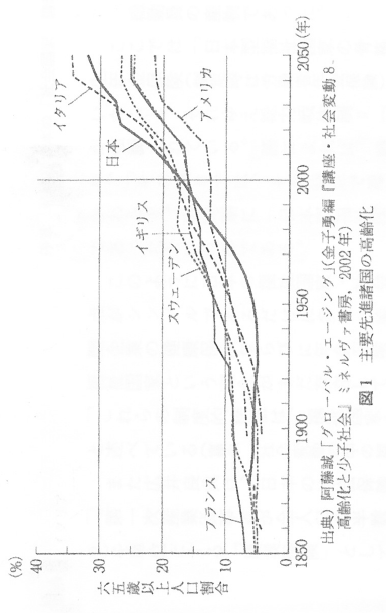 (%)
40
30
20
10
0
六五歳以上人口割合
1850
1900
1950
2000
2050(年)
フランス
スウェーデン
イギリス
日本
イタリア
アメリカ
出典) 阿藤誠「グローバル・エージング」(金子勇編『講座・社会変動8
高齢化と少子社会』ミネルヴァ書房, 2002年)
図1 主要先進諸国の高齢化